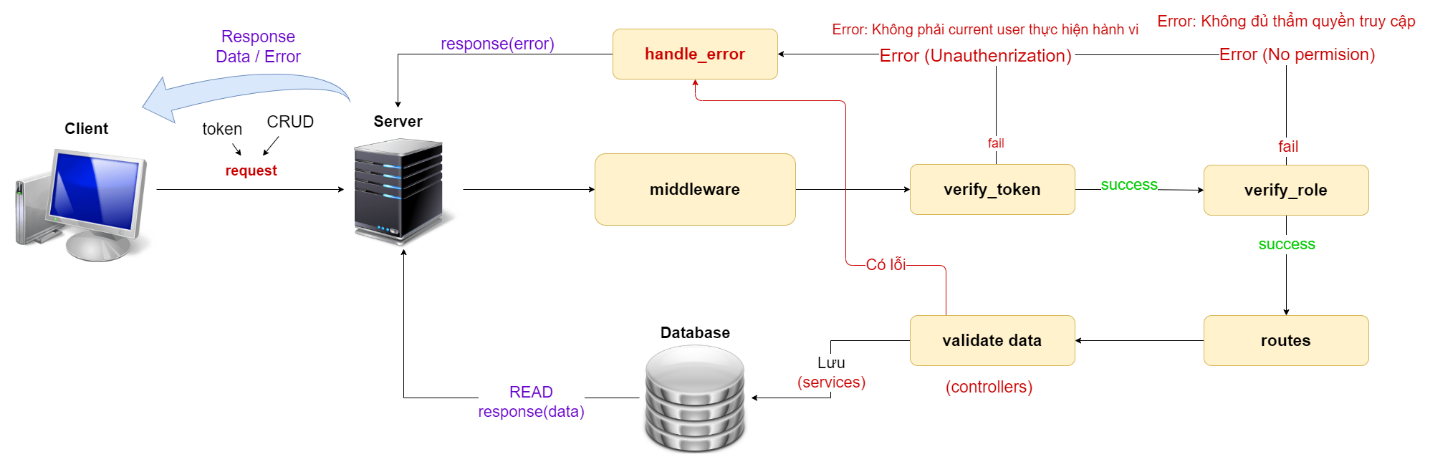 Response
Data / Error
Client
token
CRUD
request
Server
response(error)
handle_error
Error: Không phải current user thực hiện hành vi
Error (Unauthenrization)
Error: Không đủ thẩm quyền truy cập
Error (No permision)
fail
fail
middleware
verify_token
success
verify_role
success
Có lỗi
routes
validate data
(controllers)
Lưu
(services)
Database
READ
response(data)